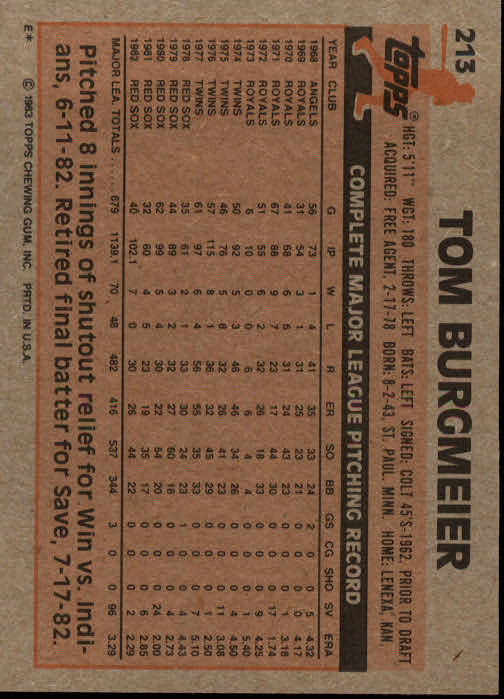 213
topps®
TOM BURGMEIER
HGT: 5'11" WGT: 180 THROWS: LEFT BATS: LEFT SIGNED: COLT 45'S-1962, PRIOR TO DRAFT
ACQUIRED: FREE AGENT, 2-17-78 BORN: 8-2-43, ST. PAUL, MINN. HOME: LENEXA, KAN.
COMPLETE MAJOR LEAGUE PITCHING RECORD
YEAR CLUB G IP W L R ER SO BB GS CG SHO SV ERA
1968 ANGELS 56 73 1 4 41 35 33 24 2 0 0 5 4.32
1969 ROYALS 31 54 3 1 31 25 23 21 0 0 0 0 4.17
1970 ROYALS 41 68 6 6 31 24 43 23 0 0 0 1 3.18
1971 ROYALS 67 88 9 7 23 17 44 30 0 0 0 17 1.74
1972 ROYALS 51 55 6 2 32 26 18 33 0 0 0 9 4.25
1973 ROYALS 6 10 0 0 6 6 4 4 0 0 0 1 5.40
1974 TWINS 50 92 5 3 46 46 34 26 0 0 0 4 4.50
1975 TWINS 46 76 5 8 32 26 41 23 0 0 0 11 3.08
1976 TWINS 57 115 8 1 36 32 45 29 0 0 0 1 2.50
1977 TWINS 61 97 6 4 56 55 35 33 0 0 0 7 5.10
1978 RED SOX 35 61 2 1 33 30 24 23 1 0 0 4 4.43
1979 RED SOX 44 89 3 2 32 27 60 16 0 0 0 4 2.73
1980 RED SOX 62 99 5 4 30 22 54 20 0 0 0 24 2.00
1981 RED SOX 32 60 4 5 23 19 35 17 0 0 0 6 2.85
1982 RED SOX 40 102.1 7 0 30 26 44 22 0 0 0 2 2.29
MAJOR LEA. TOTALS ...... 679 1139.1 70 48 482 416 537 344 3 0 0 96 3.29
Pitched 8 innings of shutout relief for Win vs. Indi-
ans, 6-11-82. Retired final batter for Save, 7-17-82.
E* © 1983 TOPPS CHEWING GUM, INC. PRTD. IN U.S.A.